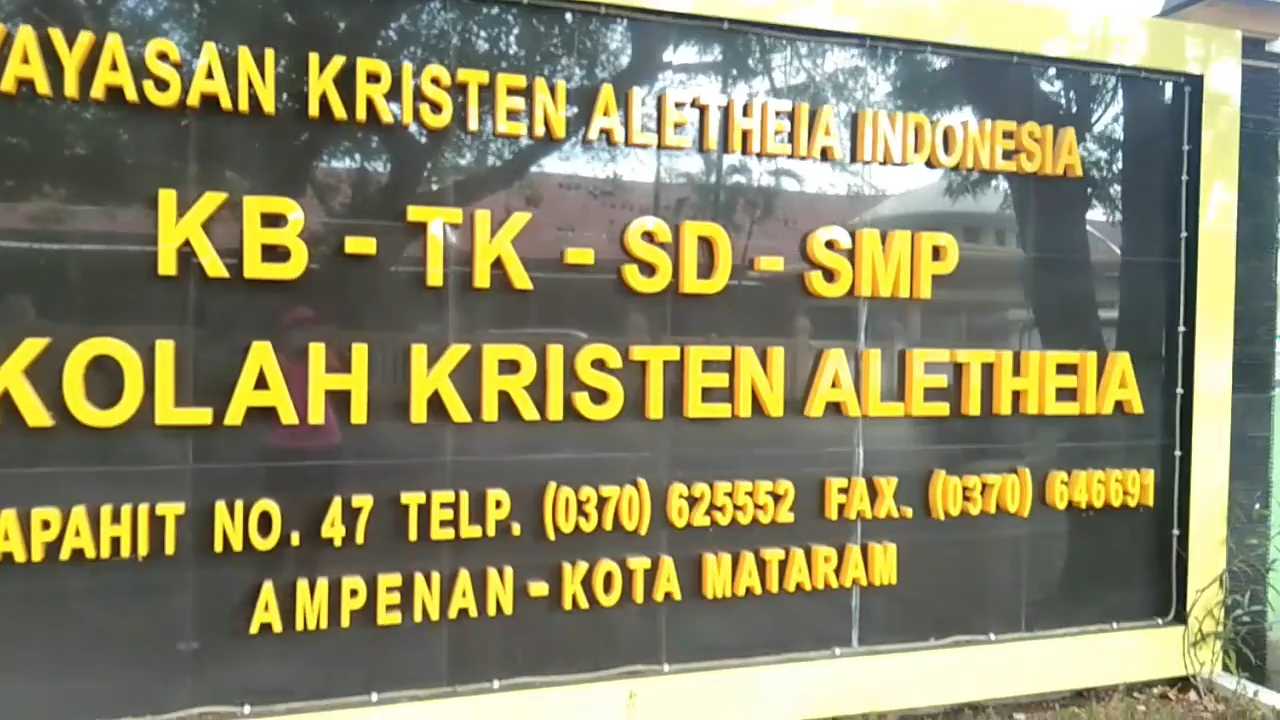 YAYASAN KRISTEN ALETHEIA INDONESIA
KB - TK - SD - SMP
KOLAH KRISTEN ALETHEIA
APAHIT NO. 47 TELP. (0370) 625552 FAX. (0370) 646691
AMPENAN - KOTA MATARAM